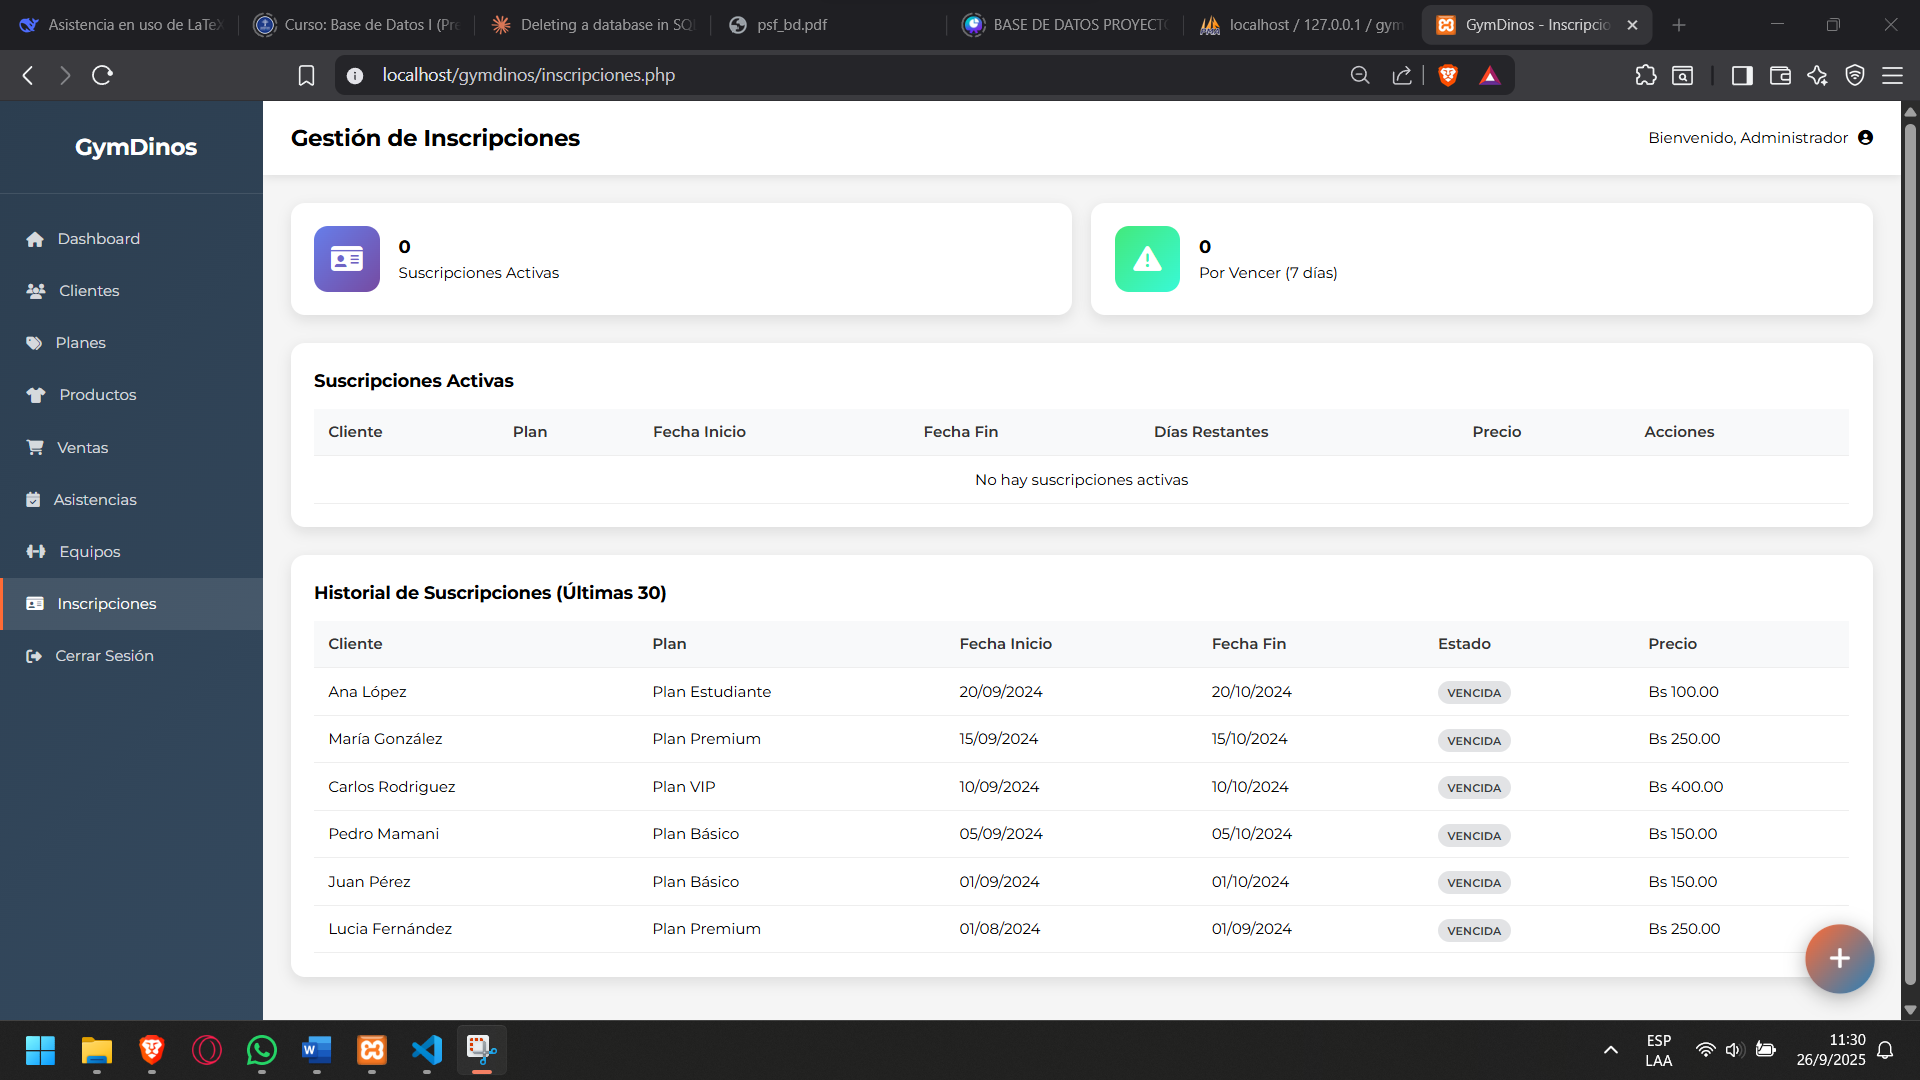 Asistencia en uso de LaTeX
Curso: Base de Datos I (Pre
Deleting a database in SQL
psf_bd.pdf
BASE DE DATOS PROYECTO
localhost / 127.0.0.1 / gym
GymDinos - Inscripcio
localhost/gymdinos/inscripciones.php
GymDinos
Gestión de Inscripciones
Bienvenido, Administrador
Dashboard
Clientes
Planes
Productos
Ventas
Asistencias
Equipos
Inscripciones
Cerrar Sesión
0
Suscripciones Activas
0
Por Vencer (7 días)
Suscripciones Activas
Cliente Plan Fecha Inicio Fecha Fin Días Restantes Precio Acciones
No hay suscripciones activas
Historial de Suscripciones (Últimas 30)
Cliente Plan Fecha Inicio Fecha Fin Estado Precio
Ana López Plan Estudiante 20/09/2024 20/10/2024 VENCIDA Bs 100.00
María González Plan Premium 15/09/2024 15/10/2024 VENCIDA Bs 250.00
Carlos Rodriguez Plan VIP 10/09/2024 10/10/2024 VENCIDA Bs 400.00
Pedro Mamani Plan Básico 05/09/2024 05/10/2024 VENCIDA Bs 150.00
Juan Pérez Plan Básico 01/09/2024 01/10/2024 VENCIDA Bs 150.00
Lucia Fernández Plan Premium 01/08/2024 01/09/2024 VENCIDA Bs 250.00
ESP
LAA
11:30
26/9/2025